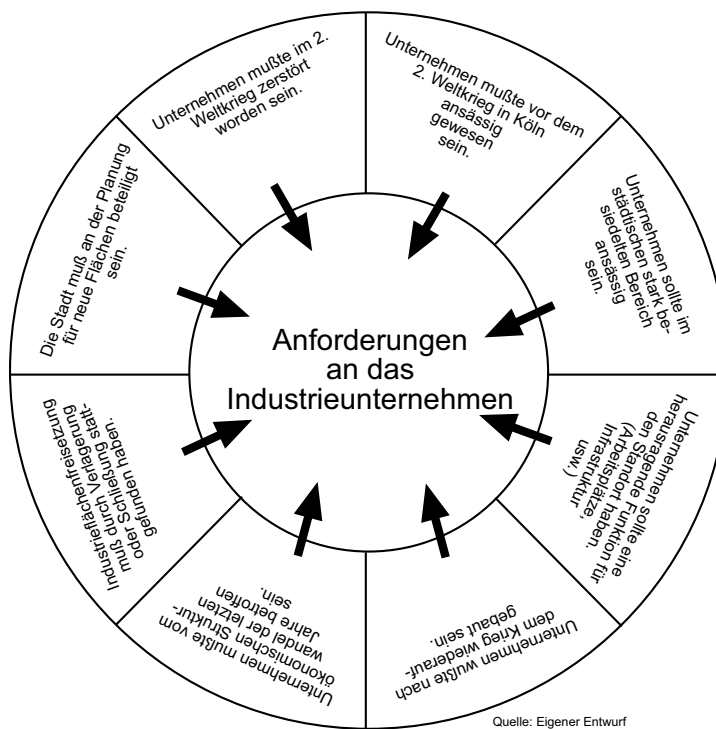 Unternehmen mußte im 2.
Weltkrieg zerstört
worden sein.
Unternehmen mußte vor dem
2. Weltkrieg in Köln
ansässig
gewesen
sein.
Unternehmen sollte im
städtischen stark be-
siedelten Bereich
ansässig
sein.
Unternehmen sollte eine
herausragende Funktion für
den Standort haben.
(Arbeitsplätze,
Infrastruktur
usw.)
Unternehmen wußte nach
dem Krieg wiederauf-
gebaut sein.
Unternehmen mußte vom
ökonomischen Struktur-
wandel der letzten
Jahre betroffen
sein.
Industrieflächenfreisetzung
muß durch Verlagerung
oder Schließung statt-
gefunden haben.
Die Stadt muß an der Planung
für neue Flächen beteiligt
sein.
Anforderungen
an das
Industrieunternehmen
Quelle: Eigener Entwurf